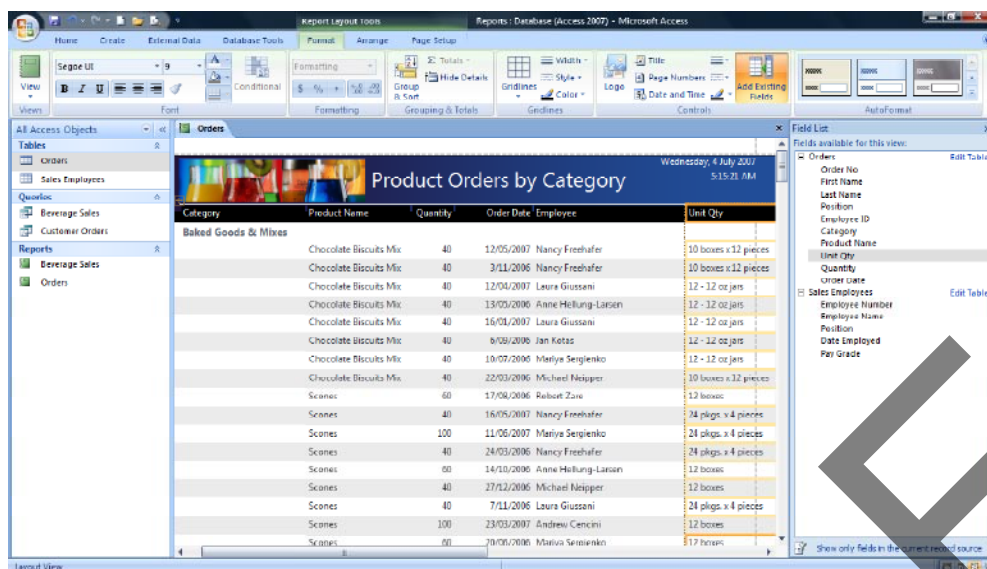 Report Layout Tools
Reports : Database (Access 2007) - Microsoft Access
Home Create External Data Database Tools Format Arrange Page Setup
View
Views
Segoe UI 9
B I U
Conditional
Font
Formatting
$ %
Formatting
Group & Sort
Σ Totals
Hide Details
Grouping & Totals
Gridlines
Width
Style
Color
Gridlines
Logo
Title
Page Numbers
Date and Time
Add Existing Fields
Controls
AutoFormat
All Access Objects
Tables
Orders
Sales Employees
Queries
Beverage Sales
Customer Orders
Reports
Beverage Sales
Orders
Orders
Product Orders by Category
Wednesday, 4 July 2007
5:15:21 AM
Category Product Name Quantity Order Date Employee Unit Qty
Baked Goods & Mixes
Chocolate Biscuits Mix 40 12/05/2007 Nancy Freehafer 10 boxes x 12 pieces
Chocolate Biscuits Mix 40 3/11/2006 Nancy Freehafer 10 boxes x 12 pieces
Chocolate Biscuits Mix 40 12/04/2007 Laura Giussani 12 - 12 oz jars
Chocolate Biscuits Mix 40 13/05/2006 Anne Hellung-Larsen 12 - 12 oz jars
Chocolate Biscuits Mix 40 16/01/2007 Laura Giussani 12 - 12 oz jars
Chocolate Biscuits Mix 40 6/09/2006 Jan Kotas 12 - 12 oz jars
Chocolate Biscuits Mix 40 10/07/2006 Mariya Sergienko 12 - 12 oz jars
Chocolate Biscuits Mix 40 22/03/2006 Michael Neipper 10 boxes x 12 pieces
Scones 60 17/08/2006 Robert Zare 12 boxes
Scones 40 16/05/2007 Nancy Freehafer 24 pkgs. x 4 pieces
Scones 100 11/06/2007 Mariya Sergienko 24 pkgs. x 4 pieces
Scones 40 24/03/2006 Nancy Freehafer 24 pkgs. x 4 pieces
Scones 60 14/10/2006 Anne Hellung-Larsen 12 boxes
Scones 40 27/12/2006 Michael Neipper 12 boxes
Scones 40 7/11/2006 Laura Giussani 24 pkgs. x 4 pieces
Scones 100 23/03/2007 Andrew Cencini 12 boxes
Scones 60 20/06/2006 Mariya Sergienko 12 boxes
Field List
Fields available for this view:
Orders Edit Table
Order No
First Name
Last Name
Position
Employee ID
Category
Product Name
Unit Qty
Quantity
Order Date
Sales Employees Edit Table
Employee Number
Employee Name
Position
Date Employed
Pay Grade
Show only fields in the current record source
Layout View